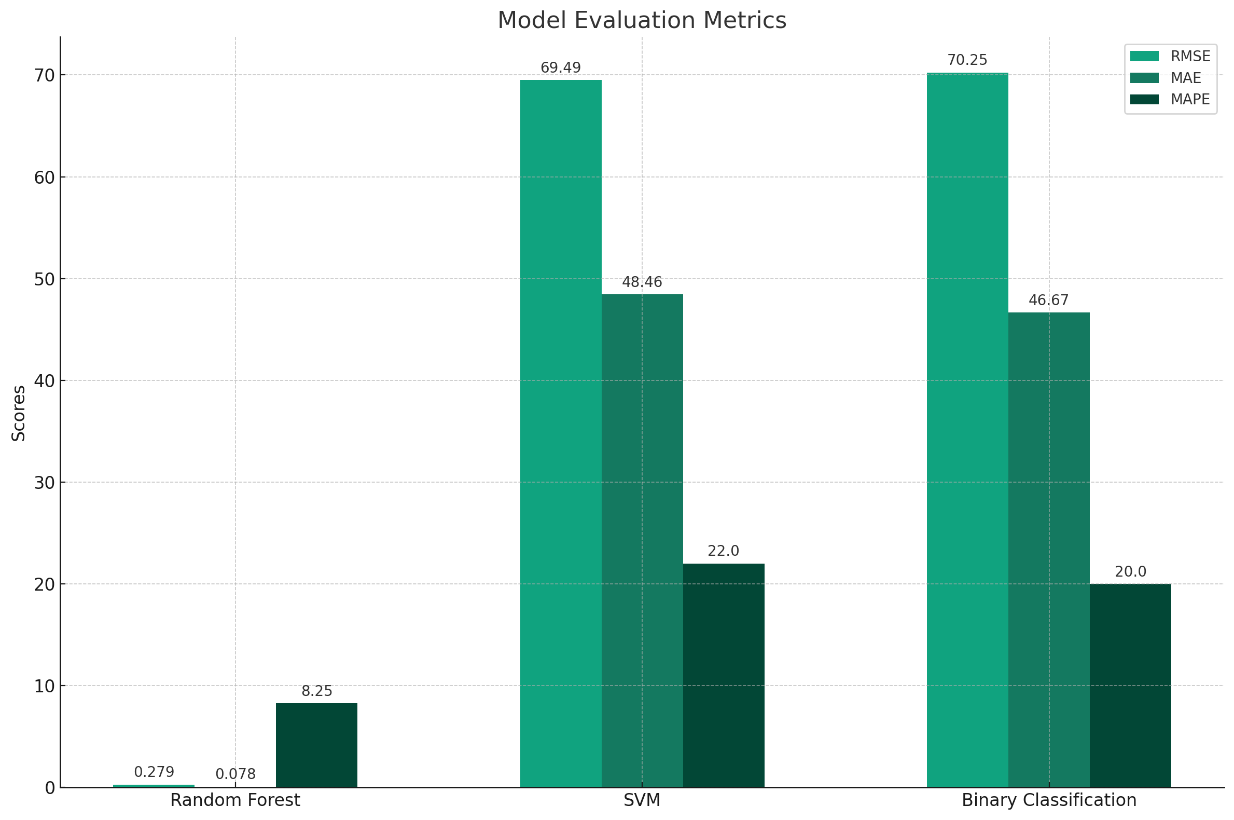 Model Evaluation Metrics
RMSE
MAE
MAPE
Scores
70
60
50
40
30
20
10
0
0.279
0.078
8.25
69.49
48.46
22.0
70.25
46.67
20.0
Random Forest
SVM
Binary Classification